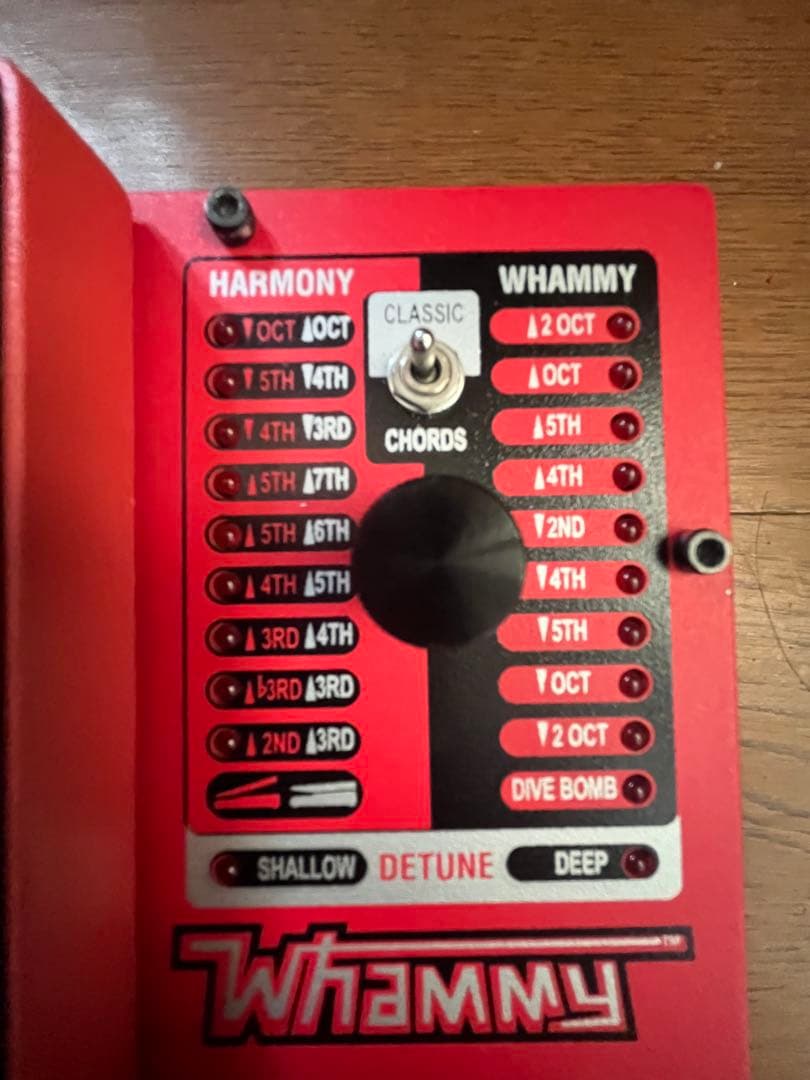 HARMONY
▼OCT ▲OCT
▼5TH ▼4TH
▼4TH ▼3RD
▲5TH ▲7TH
▲5TH ▲6TH
▲4TH ▲5TH
▲3RD ▲4TH
▲♭3RD ▲3RD
▲2ND ▲3RD
CLASSIC
CHORDS
WHAMMY
▲2 OCT
▲OCT
▲5TH
▲4TH
▼2ND
▼4TH
▼5TH
▼OCT
▼2 OCT
DIVE BOMB
SHALLOW DETUNE DEEP
Whammy™